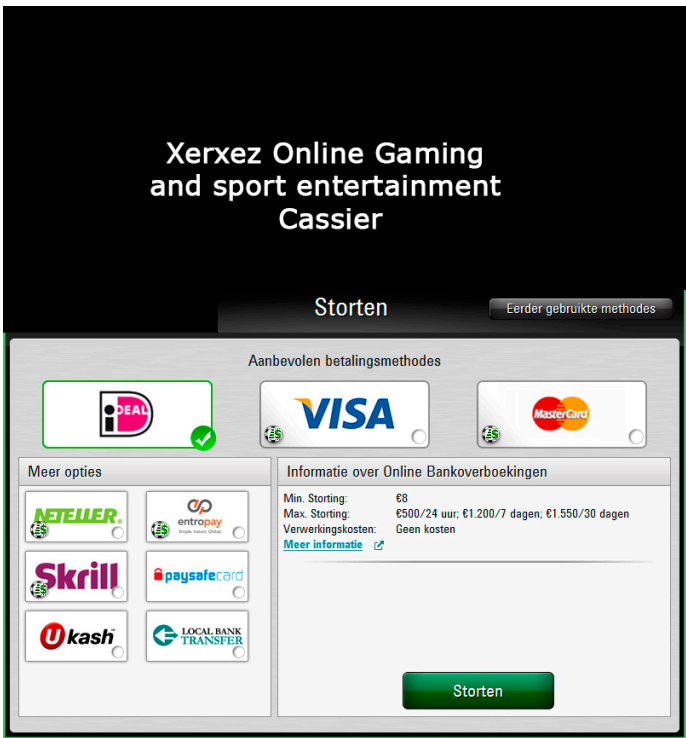 Xerxez Online Gaming
and sport entertainment
Cassier
Storten
Eerder gebruikte methodes
Aanbevolen betalingsmethodes
iDEAL
VISA
MasterCard
Meer opties
NETELLER.
entropay
Simple. Instant. Global.
Skrill
paysafecard
Ukash
LOCAL BANK
TRANSFER
Informatie over Online Bankoverboekingen
Min. Storting: €8
Max. Storting: €500/24 uur; €1.200/7 dagen; €1.550/30 dagen
Verwerkingskosten: Geen kosten
Meer informatie
Storten